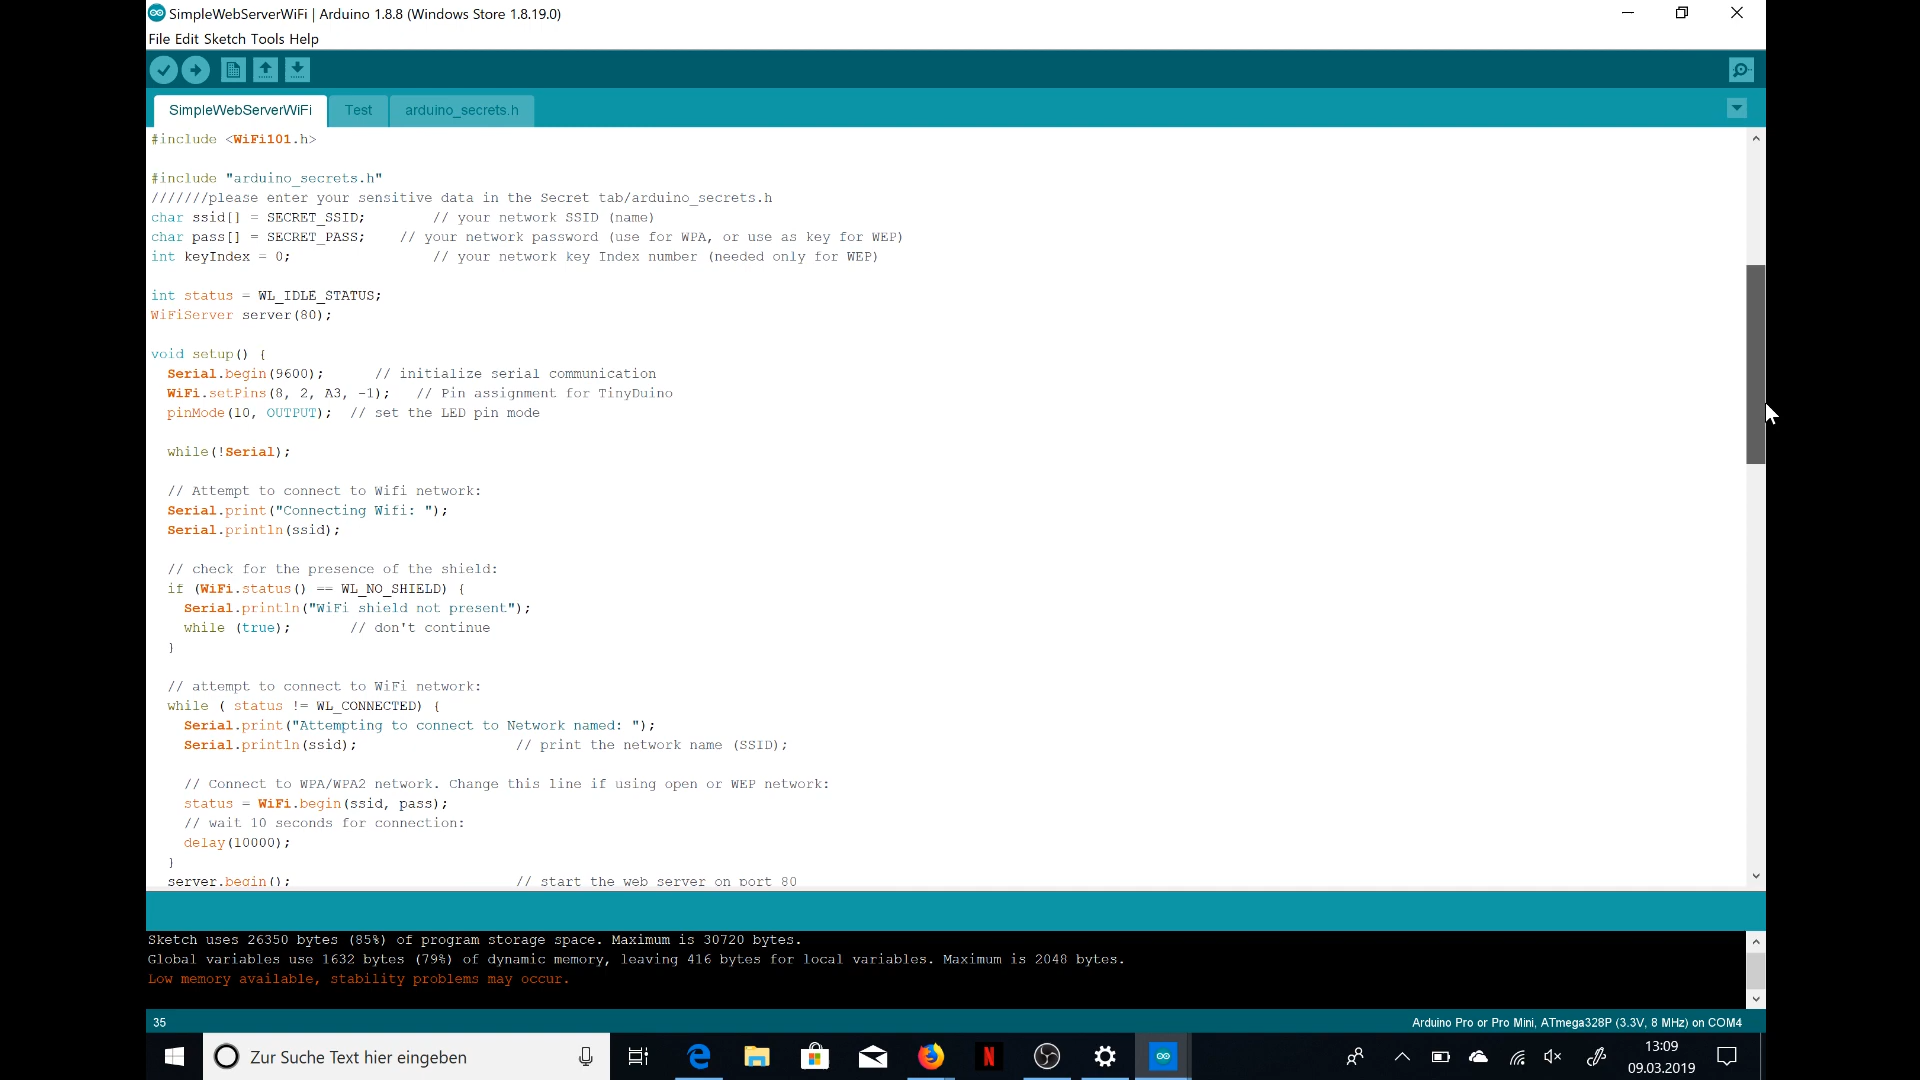 SimpleWebServerWiFi | Arduino 1.8.8 (Windows Store 1.8.19.0)
File Edit Sketch Tools Help
SimpleWebServerWiFi Test arduino_secrets.h
#include <WiFi101.h>
#include "arduino_secrets.h"
///////please enter your sensitive data in the Secret tab/arduino_secrets.h
char ssid[] = SECRET_SSID; // your network SSID (name)
char pass[] = SECRET_PASS; // your network password (use for WPA, or use as key for WEP)
int keyIndex = 0; // your network key Index number (needed only for WEP)
int status = WL_IDLE_STATUS;
WiFiServer server(80);
void setup() {
Serial.begin(9600); // initialize serial communication
WiFi.setPins(8, 2, A3, -1); // Pin assignment for TinyDuino
pinMode(10, OUTPUT); // set the LED pin mode
while(!Serial);
// Attempt to connect to Wifi network:
Serial.print("Connecting Wifi: ");
Serial.println(ssid);
// check for the presence of the shield:
if (WiFi.status() == WL_NO_SHIELD) {
Serial.println("WiFi shield not present");
while (true); // don't continue
}
// attempt to connect to WiFi network:
while ( status != WL_CONNECTED) {
Serial.print("Attempting to connect to Network named: ");
Serial.println(ssid); // print the network name (SSID);
// Connect to WPA/WPA2 network. Change this line if using open or WEP network:
status = WiFi.begin(ssid, pass);
// wait 10 seconds for connection:
delay(10000);
}
server.begin(); // start the web server on port 80
Sketch uses 26350 bytes (85%) of program storage space. Maximum is 30720 bytes.
Global variables use 1632 bytes (79%) of dynamic memory, leaving 416 bytes for local variables. Maximum is 2048 bytes.
Low memory available, stability problems may occur.
35 Arduino Pro or Pro Mini, ATmega328P (3.3V, 8 MHz) on COM4
Zur Suche Text hier eingeben
13:09
09.03.2019